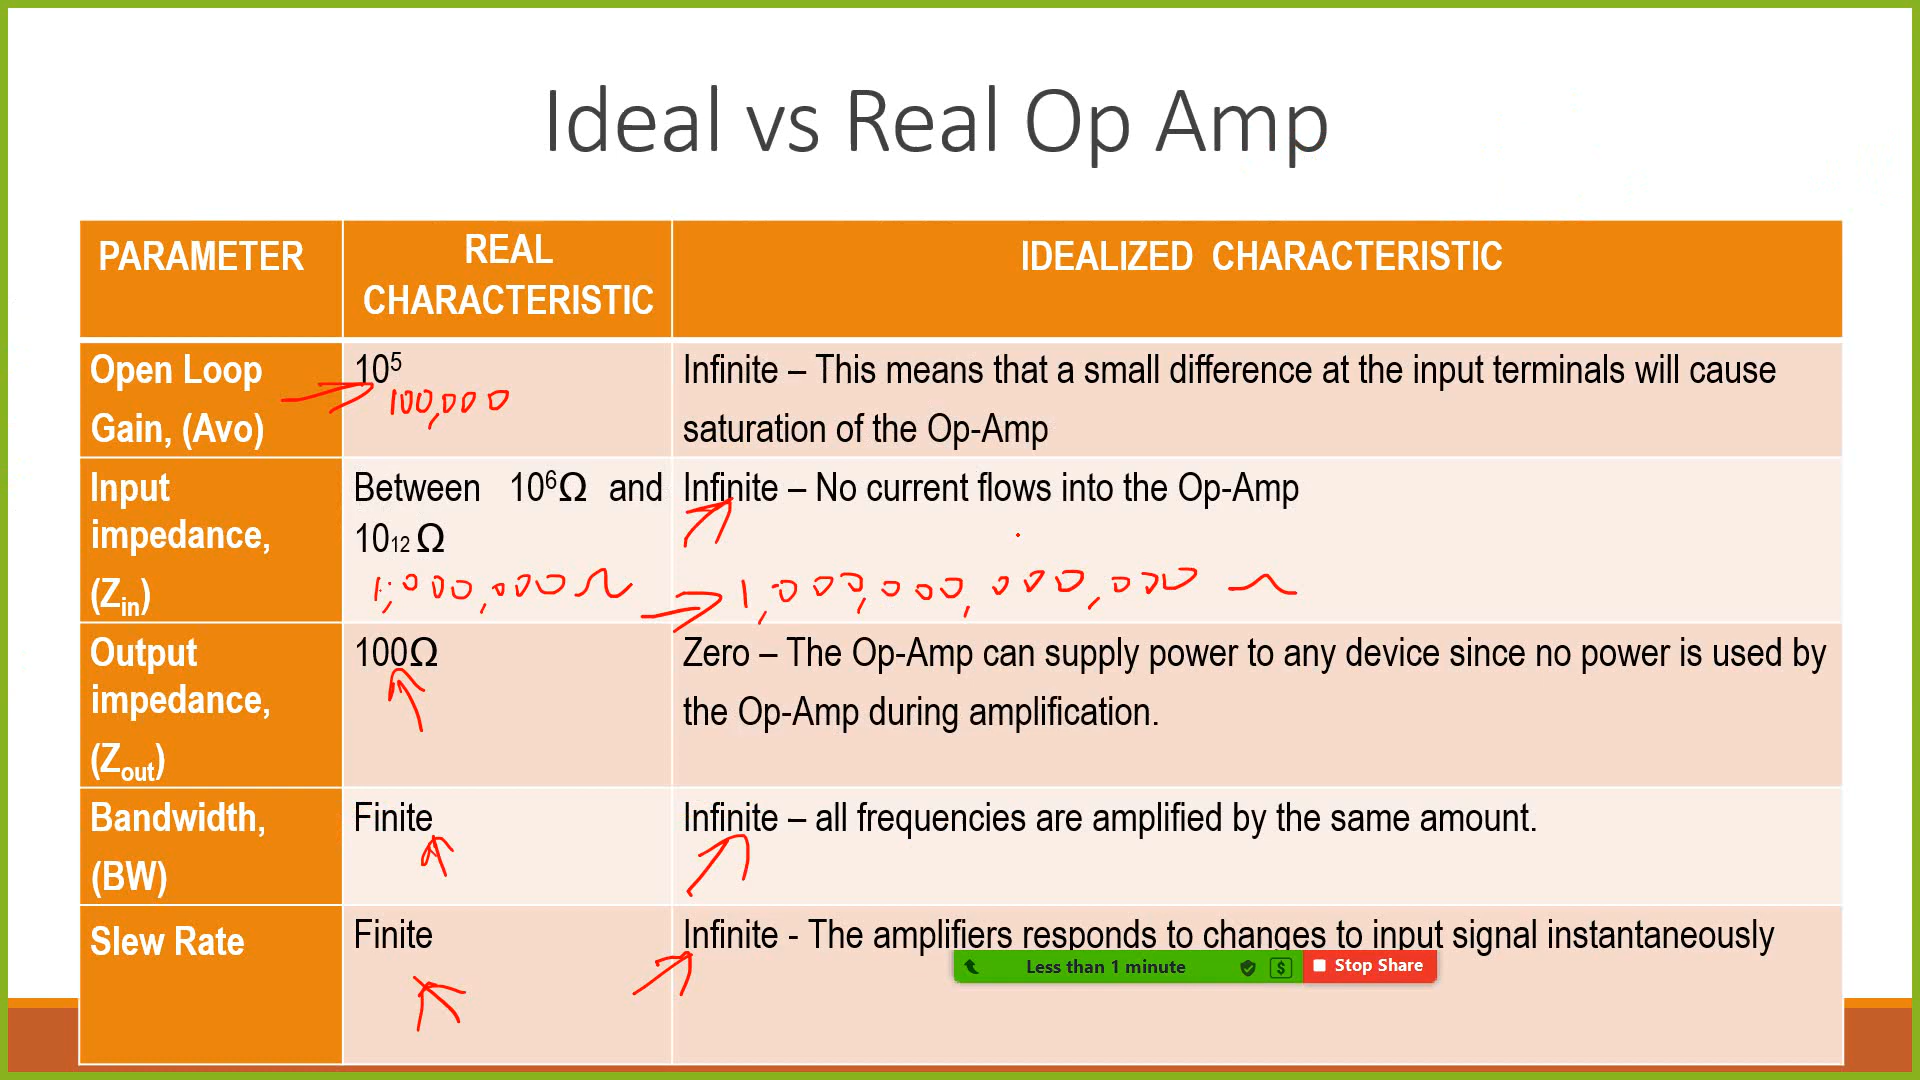 Ideal vs Real Op Amp
PARAMETER
REAL
CHARACTERISTIC
IDEALIZED CHARACTERISTIC
Open Loop
Gain, (Avo)
10⁵
100,000
Infinite – This means that a small difference at the input terminals will cause
saturation of the Op-Amp
Input
impedance,
(Zin)
Between 10⁶Ω and
10₁₂ Ω
1,000,000 Ω
Infinite – No current flows into the Op-Amp
1,000,000,000,000 Ω
Output
impedance,
(Zout)
100Ω
Zero – The Op-Amp can supply power to any device since no power is used by
the Op-Amp during amplification.
Bandwidth,
(BW)
Finite
Infinite – all frequencies are amplified by the same amount.
Slew Rate
Finite
Infinite - The amplifiers responds to changes to input signal instantaneously
Less than 1 minute
$
Stop Share